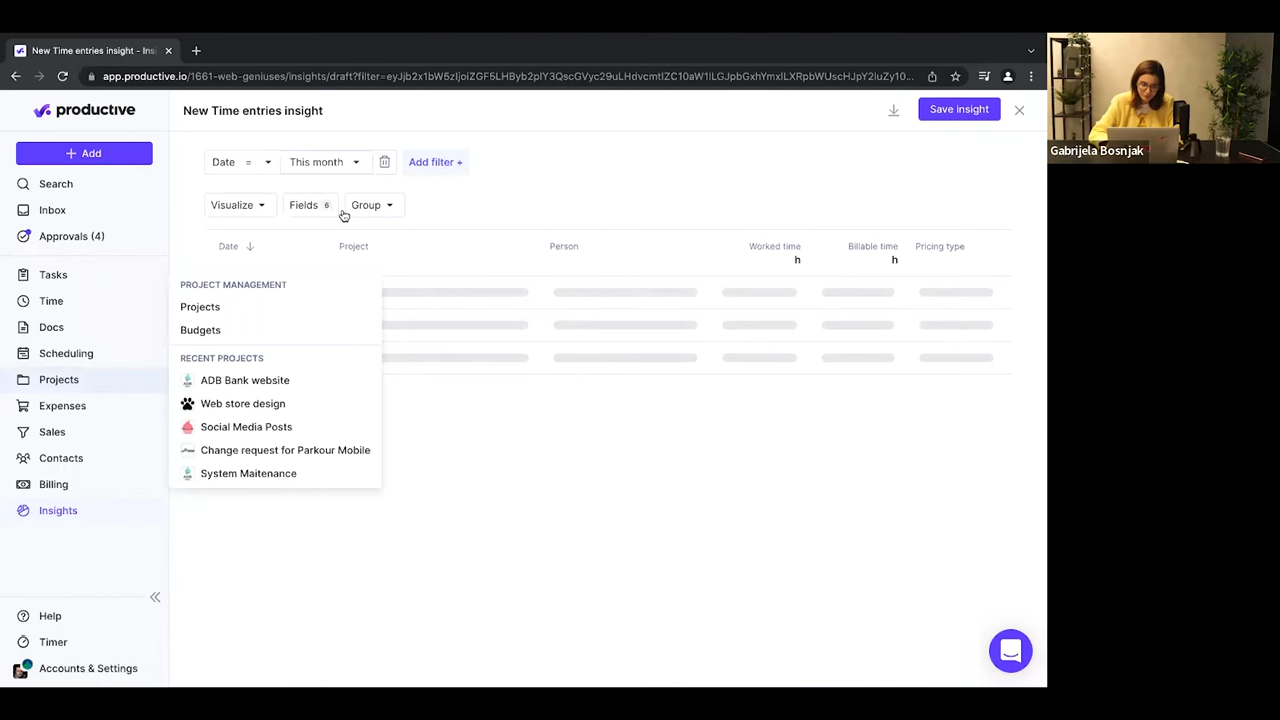 New Time entries insight - Ins
app.productive.io/1661-web-geniuses/insights/draft?filter=
productive
New Time entries insight
Save insight
Add
Date = This month Add filter +
Search
Inbox
Approvals (4)
Visualize Fields 6 Group
Date Project Person Worked time Billable time Pricing type
h h
Tasks
Time
Docs
Scheduling
Projects
Expenses
Sales
Contacts
Billing
Insights
PROJECT MANAGEMENT
Projects
Budgets
RECENT PROJECTS
ADB Bank website
Web store design
Social Media Posts
Change request for Parkour Mobile
System Maitenance
Help
Timer
Accounts & Settings
Gabrijela Bosnjak